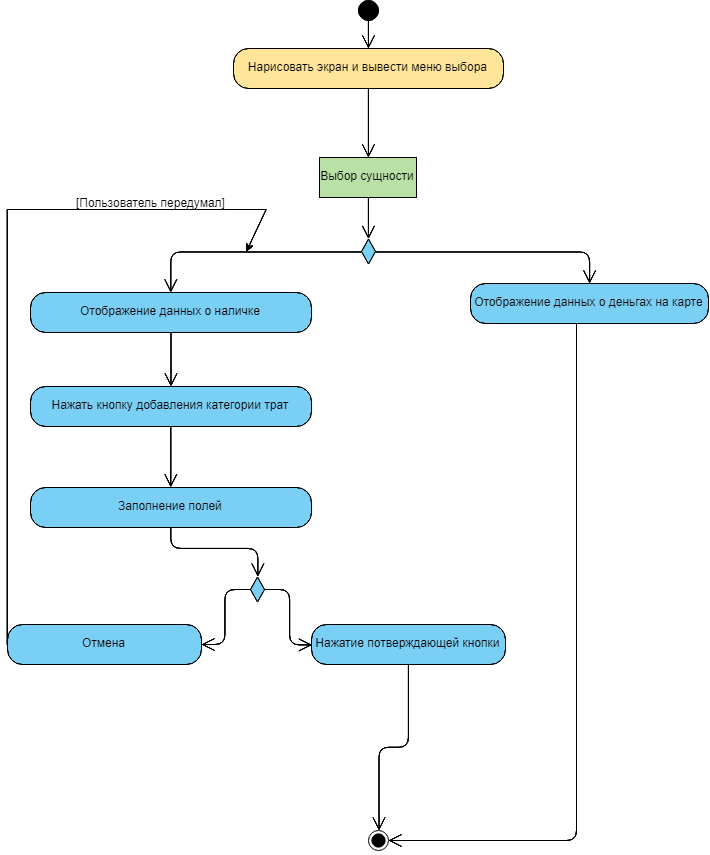 Нарисовать экран и вывести меню выбора
Выбор сущности
[Пользователь передумал]
Отображение данных о наличке
Отображение данных о деньгах на карте
Нажать кнопку добавления категории трат
Заполнение полей
Отмена
Нажатие потверждающей кнопки